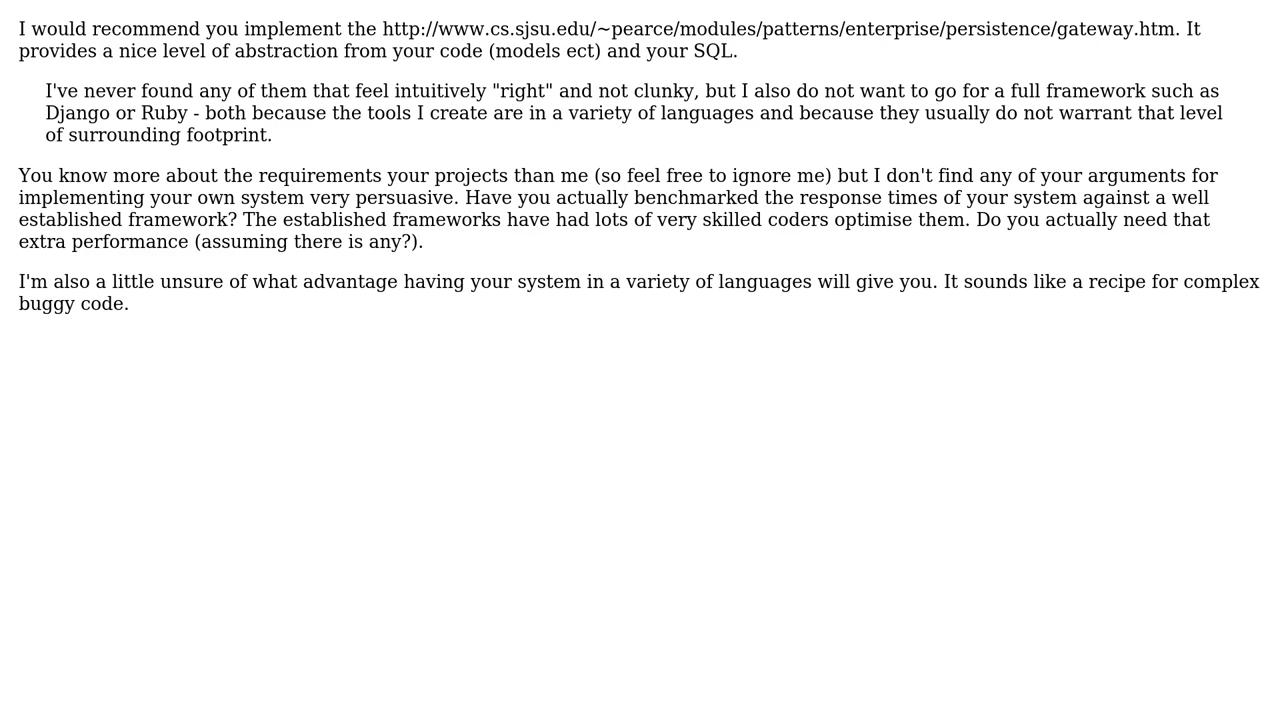 I would recommend you implement the http://www.cs.sjsu.edu/~pearce/modules/patterns/enterprise/persistence/gateway.htm. It
provides a nice level of abstraction from your code (models ect) and your SQL.
I've never found any of them that feel intuitively "right" and not clunky, but I also do not want to go for a full framework such as
Django or Ruby - both because the tools I create are in a variety of languages and because they usually do not warrant that level
of surrounding footprint.
You know more about the requirements your projects than me (so feel free to ignore me) but I don't find any of your arguments for
implementing your own system very persuasive. Have you actually benchmarked the response times of your system against a well
established framework? The established frameworks have had lots of very skilled coders optimise them. Do you actually need that
extra performance (assuming there is any?).
I'm also a little unsure of what advantage having your system in a variety of languages will give you. It sounds like a recipe for complex
buggy code.